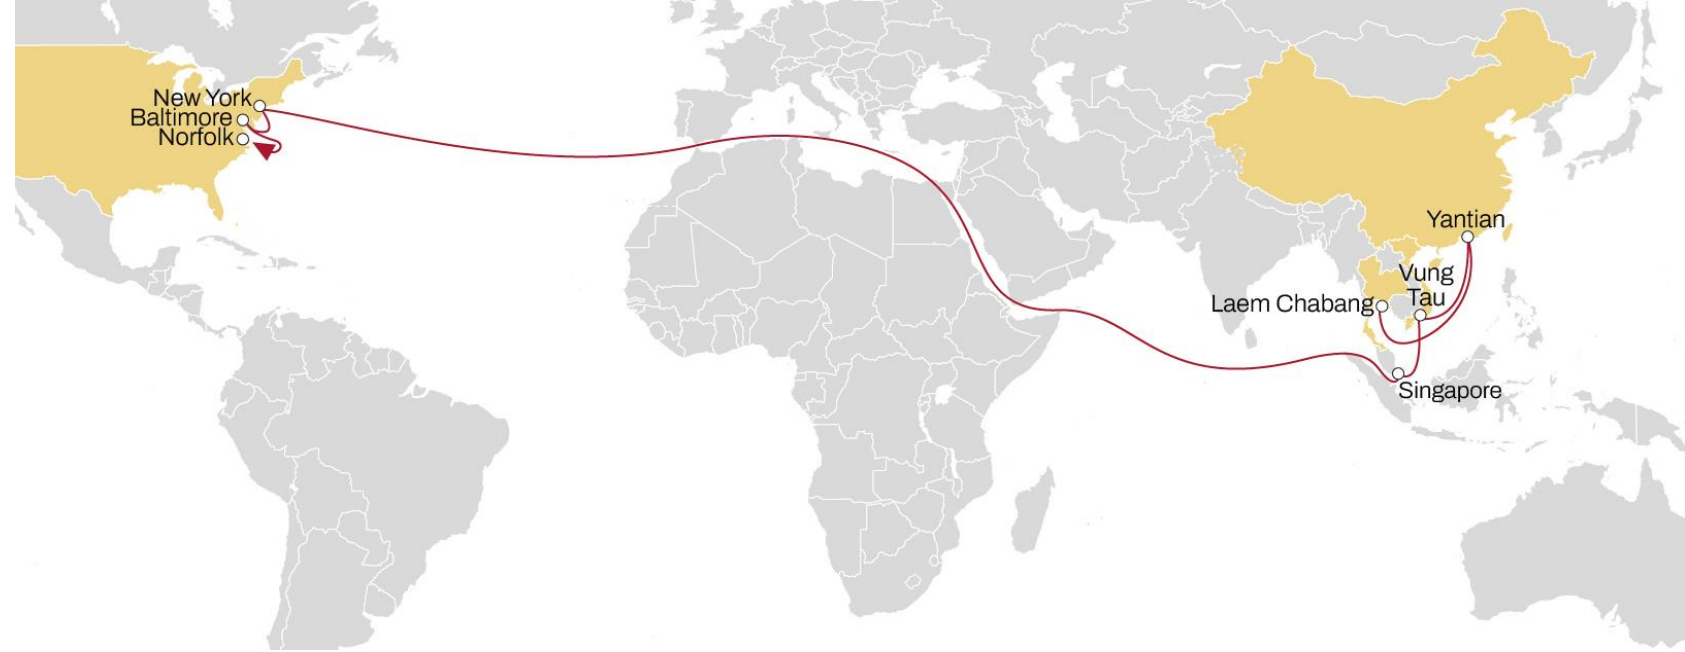 New York
Baltimore
Norfolk
Yantian
Vung
Tau
Laem Chabang
Singapore